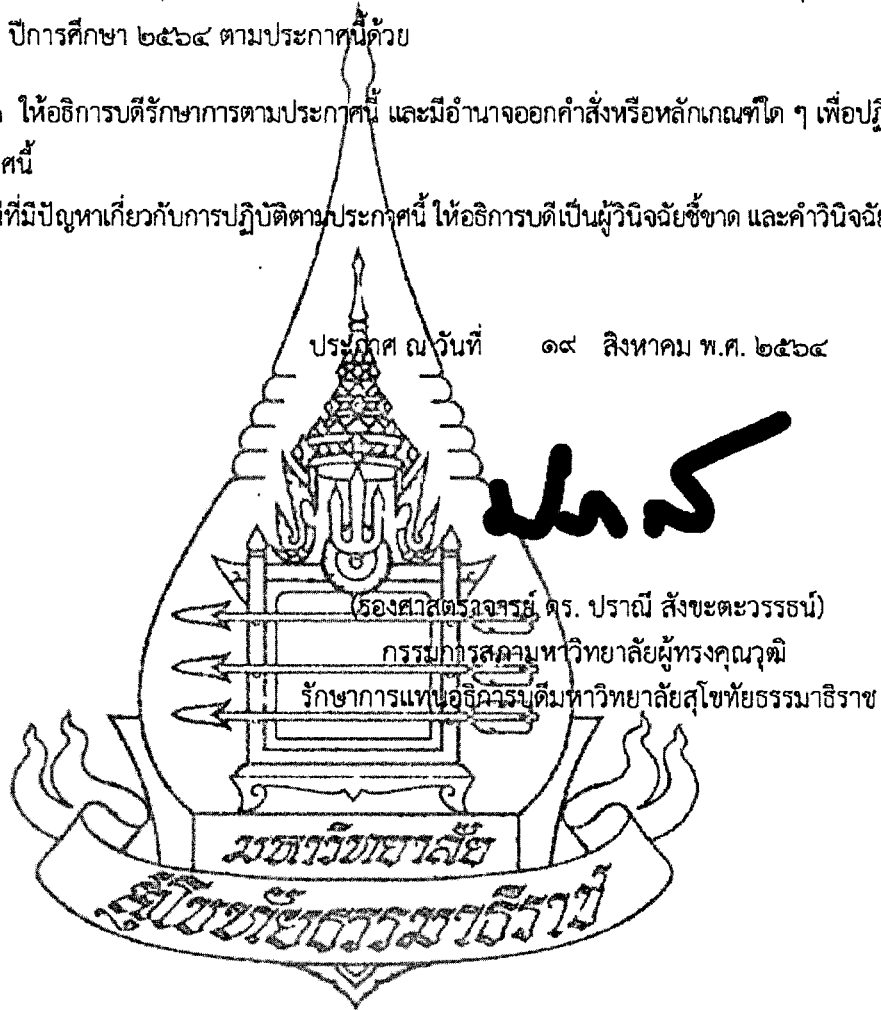 ปีการศึกษา ๒๕๖๔ ตามประกาศนี้ด้วย
ให้อธิการบดีรักษาการตามประกาศนี้ และมีอำนาจออกคำสั่งหรือหลักเกณฑ์ใด ๆ เพื่อปฏิ
ศนี้
ที่มีปัญหาเกี่ยวกับการปฏิบัติตามประกาศนี้ ให้อธิการบดีเป็นผู้วินิจฉัยชี้ขาด และคำวินิจฉัย
ประกาศ ณ วันที่ ๑๙ สิงหาคม พ.ศ. ๒๕๖๔
(รองศาสตราจารย์ ดร. ปราณี สังขะตะวรรธน์)
กรรมการสภามหาวิทยาลัยผู้ทรงคุณวุฒิ
รักษาการแทนอธิการบดีมหาวิทยาลัยสุโขทัยธรรมาธิราช
มหาวิทยาลัย
สุโขทัยธรรมาธิราช